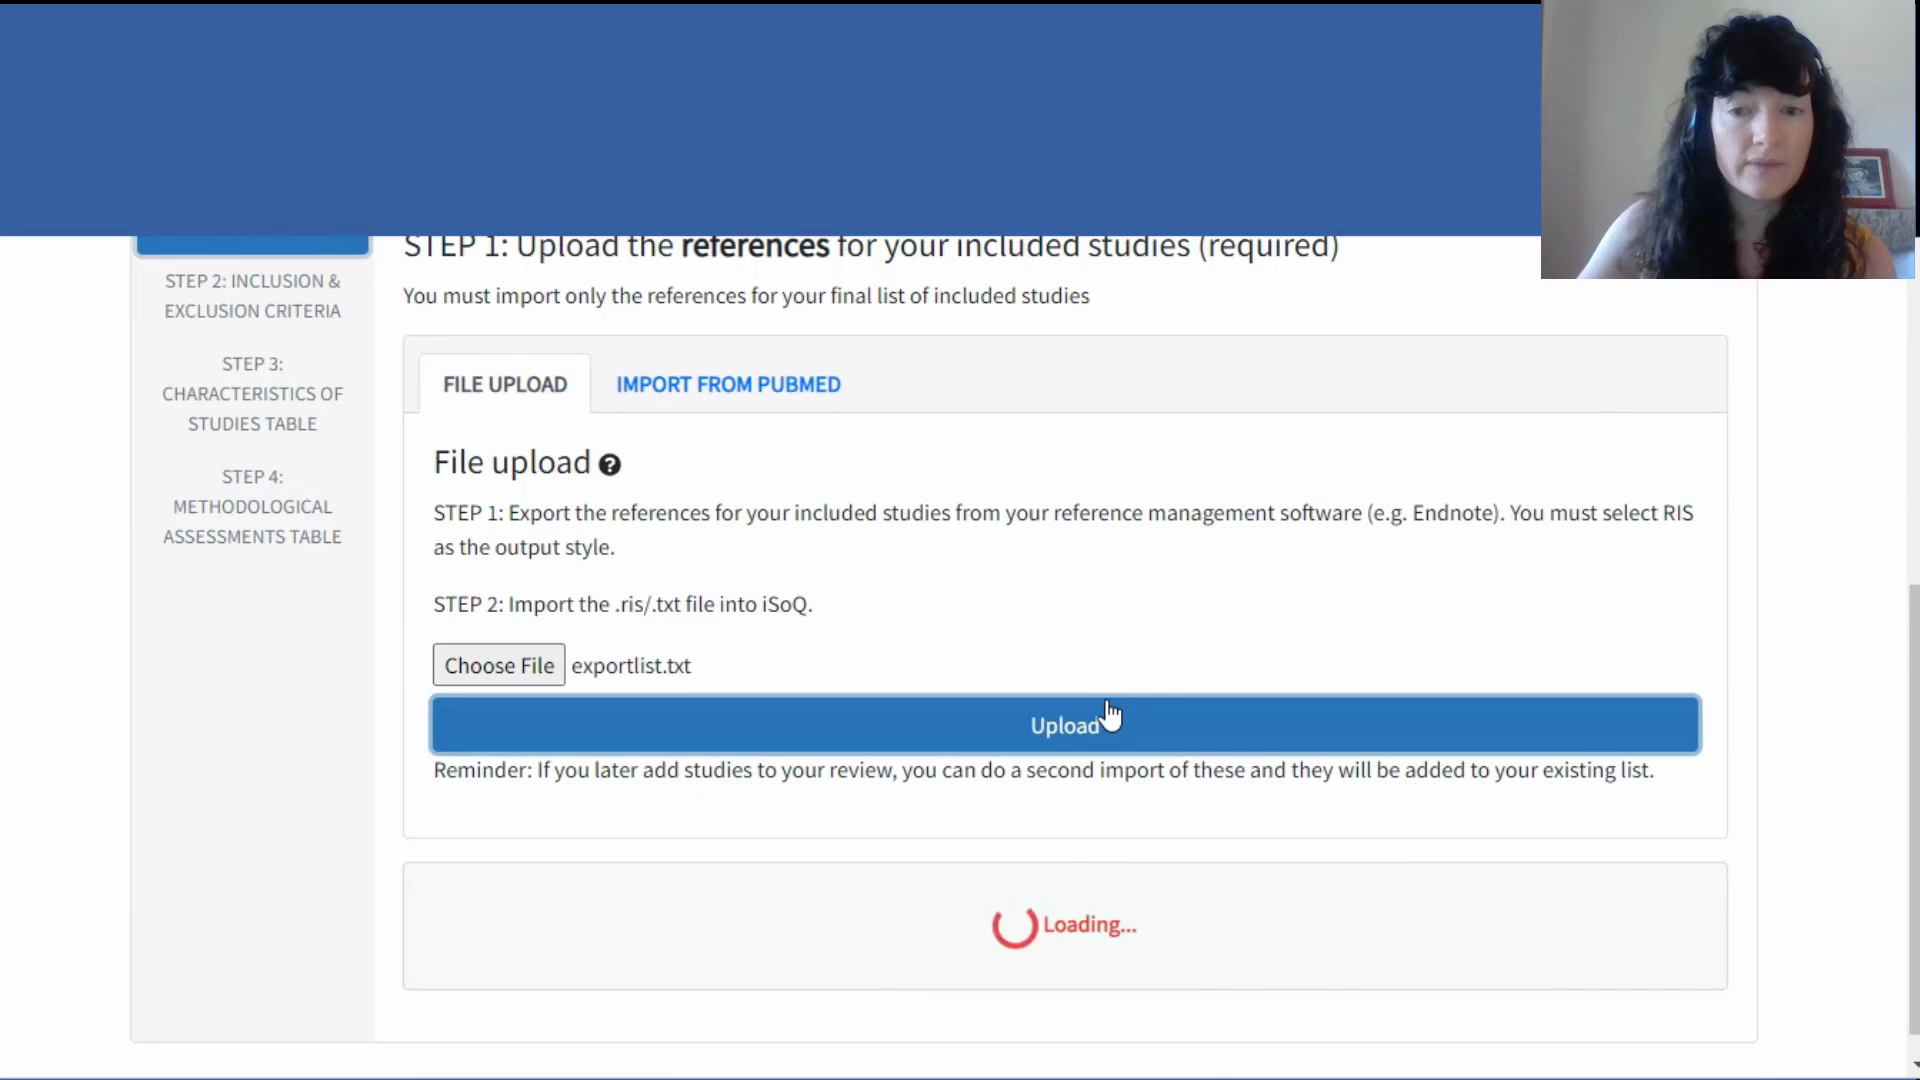 STEP 1: Upload the references for your included studies (required)
You must import only the references for your final list of included studies
STEP 2: INCLUSION &
EXCLUSION CRITERIA
STEP 3:
CHARACTERISTICS OF
STUDIES TABLE
STEP 4:
METHODOLOGICAL
ASSESSMENTS TABLE
FILE UPLOAD
IMPORT FROM PUBMED
File upload
STEP 1: Export the references for your included studies from your reference management software (e.g. Endnote). You must select RIS
as the output style.
STEP 2: Import the .ris/.txt file into iSoQ.
Choose File exportlist.txt
Upload
Reminder: If you later add studies to your review, you can do a second import of these and they will be added to your existing list.
Loading...